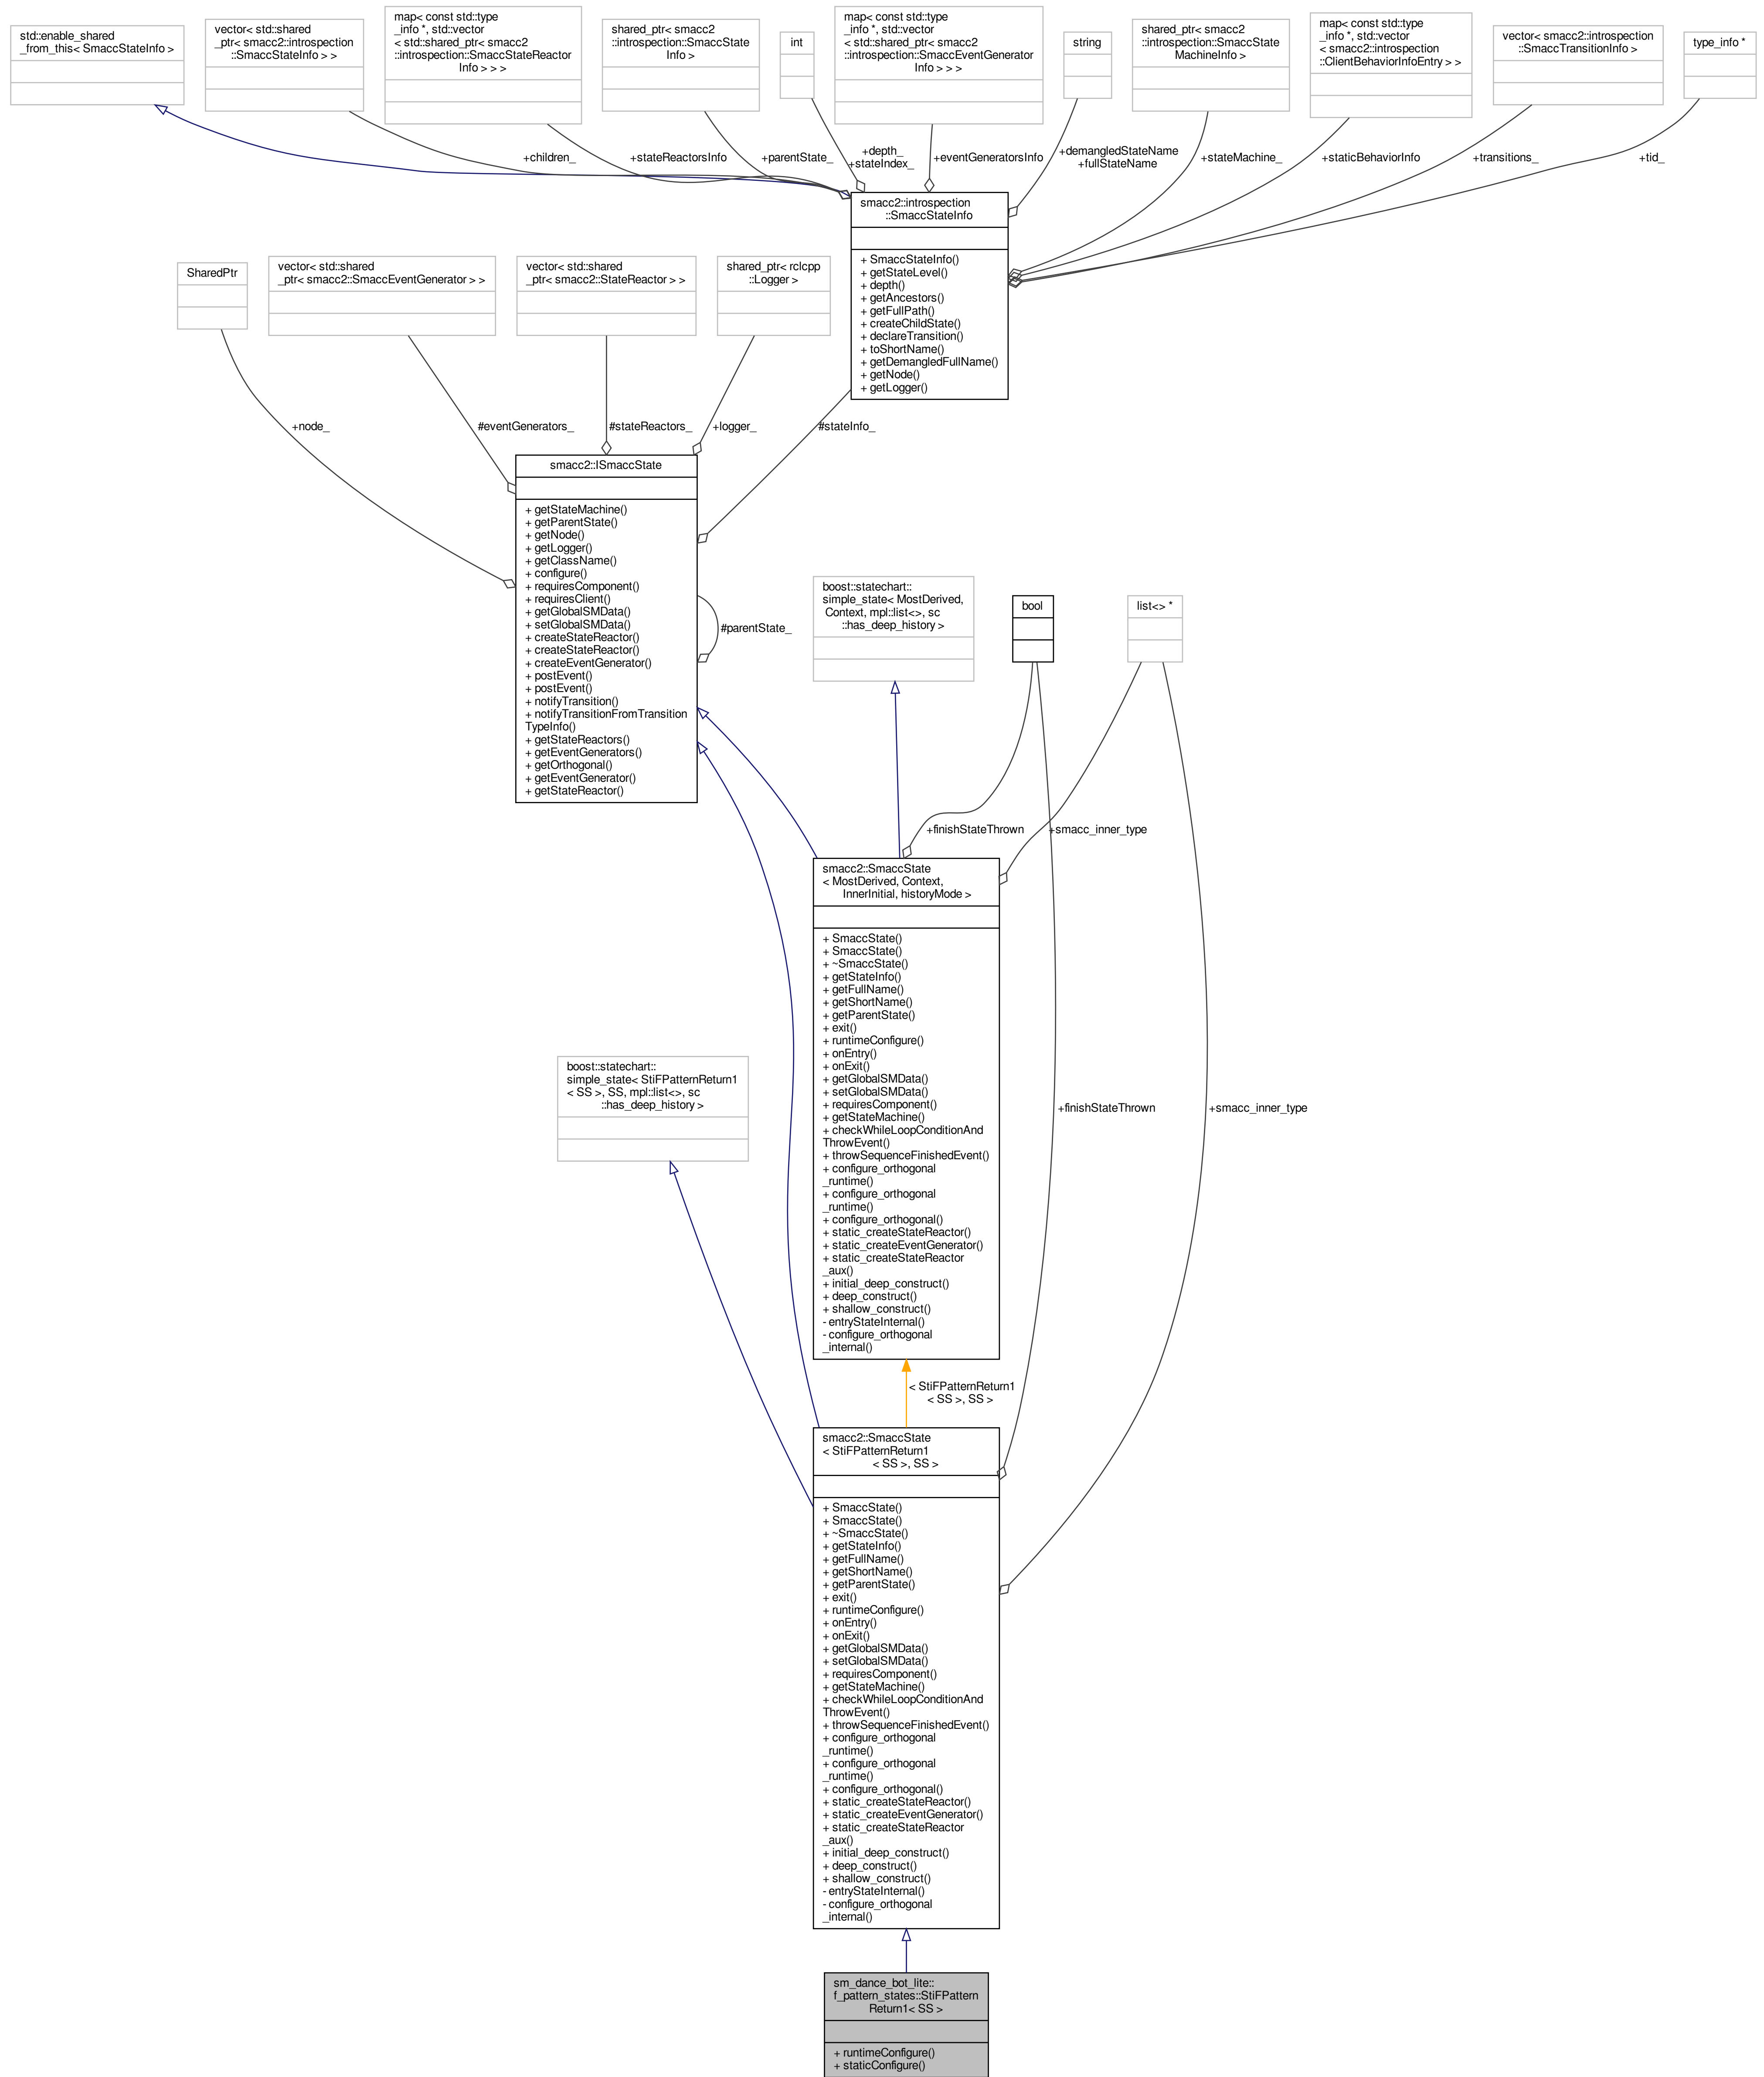 std::enable_shared
_from_this< SmaccStateInfo >
vector< std::shared
_ptr< smacc2::introspection
::SmaccStateInfo > >
map< const std::type
_info *, std::vector
< std::shared_ptr< smacc2
::introspection::SmaccStateReactor
Info > > >
shared_ptr< smacc2
::introspection::SmaccState
Info >
int
map< const std::type
_info *, std::vector
< std::shared_ptr< smacc2
::introspection::SmaccEventGenerator
Info > > >
string
shared_ptr< smacc2
::introspection::SmaccState
MachineInfo >
map< const std::type
_info *, std::vector
< smacc2::introspection
::ClientBehaviorInfoEntry > >
vector< smacc2::introspection
::SmaccTransitionInfo >
type_info *
+children_
+stateReactorsInfo
+parentState_
+depth_
+stateIndex_
+eventGeneratorsInfo
+demangledStateName
+fullStateName
+stateMachine_
+staticBehaviorInfo
+transitions_
+tid_
smacc2::introspection
::SmaccStateInfo
+ SmaccStateInfo()
+ getStateLevel()
+ depth()
+ getAncestors()
+ getFullPath()
+ createChildState()
+ declareTransition()
+ toShortName()
+ getDemangledFullName()
+ getNode()
+ getLogger()
SharedPtr
vector< std::shared
_ptr< smacc2::SmaccEventGenerator > >
vector< std::shared
_ptr< smacc2::StateReactor > >
shared_ptr< rclcpp
::Logger >
+node_
#eventGenerators_
#stateReactors_
+logger_
#stateInfo_
smacc2::ISmaccState
+ getStateMachine()
+ getParentState()
+ getNode()
+ getLogger()
+ getClassName()
+ configure()
+ requiresComponent()
+ requiresClient()
+ getGlobalSMData()
+ setGlobalSMData()
+ createStateReactor()
+ createStateReactor()
+ createEventGenerator()
+ postEvent()
+ postEvent()
+ notifyTransition()
+ notifyTransitionFromTransition
TypeInfo()
+ getStateReactors()
+ getEventGenerators()
+ getOrthogonal()
+ getEventGenerator()
+ getStateReactor()
#parentState_
boost::statechart::
simple_state< MostDerived,
Context, mpl::list<>, sc
::has_deep_history >
bool
list<> *
+finishStateThrown
+smacc_inner_type
smacc2::SmaccState
< MostDerived, Context,
InnerInitial, historyMode >
+ SmaccState()
+ SmaccState()
+ ~SmaccState()
+ getStateInfo()
+ getFullName()
+ getShortName()
+ getParentState()
+ exit()
+ runtimeConfigure()
+ onEntry()
+ onExit()
+ getGlobalSMData()
+ setGlobalSMData()
+ requiresComponent()
+ getStateMachine()
+ checkWhileLoopConditionAnd
ThrowEvent()
+ throwSequenceFinishedEvent()
+ configure_orthogonal
_runtime()
+ configure_orthogonal
_runtime()
+ configure_orthogonal()
+ static_createStateReactor()
+ static_createEventGenerator()
+ static_createStateReactor
_aux()
+ initial_deep_construct()
+ deep_construct()
+ shallow_construct()
- entryStateInternal()
- configure_orthogonal
_internal()
boost::statechart::
simple_state< StiFPatternReturn1
< SS >, SS, mpl::list<>, sc
::has_deep_history >
+finishStateThrown
+smacc_inner_type
< StiFPatternReturn1
< SS >, SS >
smacc2::SmaccState
< StiFPatternReturn1
< SS >, SS >
+ SmaccState()
+ SmaccState()
+ ~SmaccState()
+ getStateInfo()
+ getFullName()
+ getShortName()
+ getParentState()
+ exit()
+ runtimeConfigure()
+ onEntry()
+ onExit()
+ getGlobalSMData()
+ setGlobalSMData()
+ requiresComponent()
+ getStateMachine()
+ checkWhileLoopConditionAnd
ThrowEvent()
+ throwSequenceFinishedEvent()
+ configure_orthogonal
_runtime()
+ configure_orthogonal
_runtime()
+ configure_orthogonal()
+ static_createStateReactor()
+ static_createEventGenerator()
+ static_createStateReactor
_aux()
+ initial_deep_construct()
+ deep_construct()
+ shallow_construct()
- entryStateInternal()
- configure_orthogonal
_internal()
sm_dance_bot_lite::
f_pattern_states::StiFPattern
Return1< SS >
+ runtimeConfigure()
+ staticConfigure()